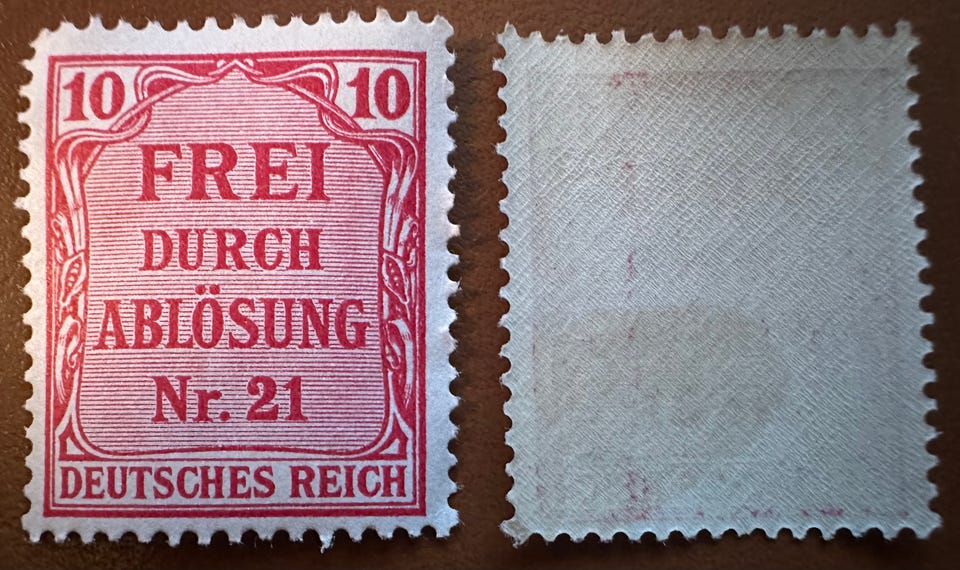 10 10
FREI
DURCH
ABLÖSUNG
Nr. 21
DEUTSCHES REICH